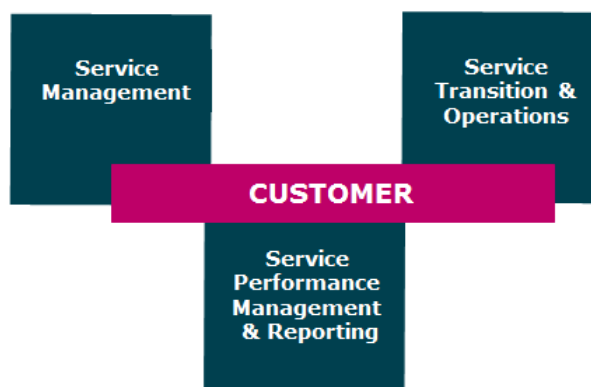 Service
Management
Service
Transition &
Operations
CUSTOMER
Service
Performance
Management
& Reporting